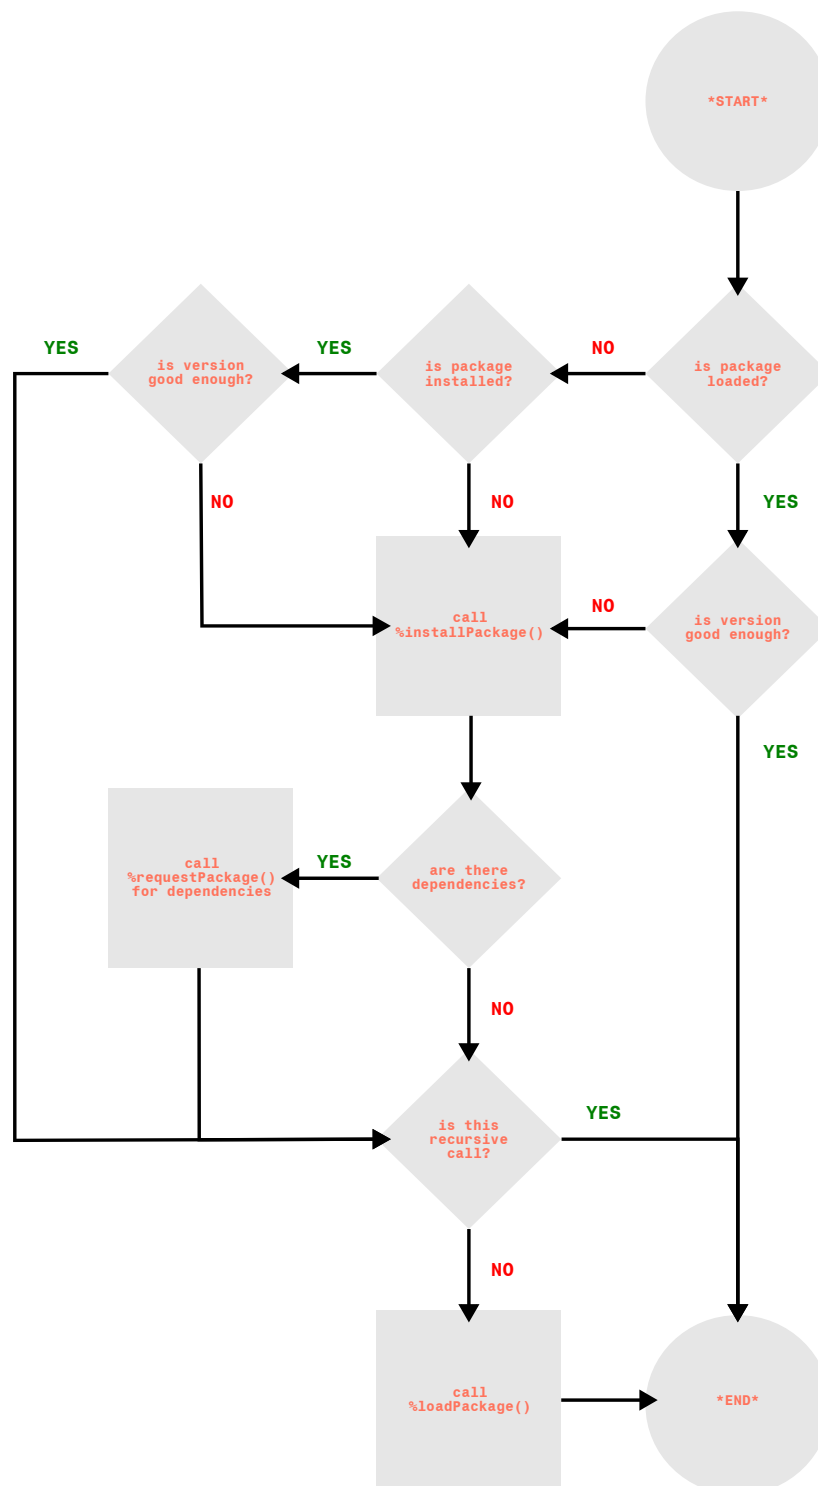 *START*
YES
is version
good enough?
YES
is package
installed?
NO
is package
loaded?
NO
NO
YES
call
%installPackage()
NO
is version
good enough?
YES
call
%requestPackage()
for dependencies
YES
are there
dependencies?
NO
is this
recursive
call?
YES
NO
call
%loadPackage()
*END*